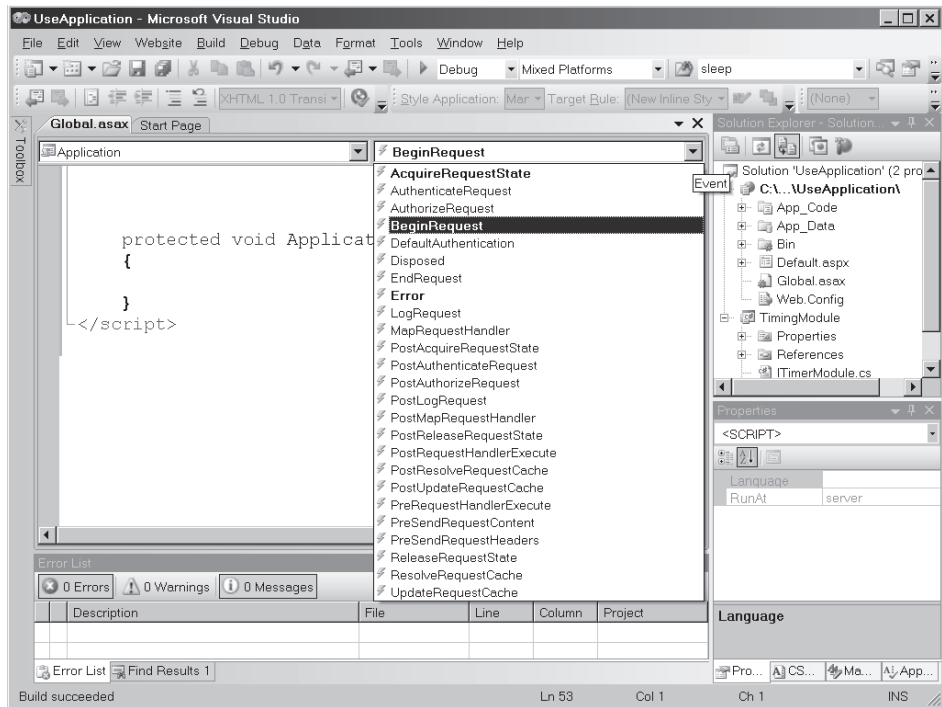 UseApplication - Microsoft Visual Studio
File Edit View Website Build Debug Data Format Tools Window Help
Debug Mixed Platforms sleep
XHTML 1.0 Transi Style Application: Mar Target Rule: (New Inline Sty (None)
Toolbox
Global.asax Start Page
Application
BeginRequest
Event
AcquireRequestState
AuthenticateRequest
AuthorizeRequest
BeginRequest
DefaultAuthentication
Disposed
EndRequest
Error
LogRequest
MapRequestHandler
PostAcquireRequestState
PostAuthenticateRequest
PostAuthorizeRequest
PostLogRequest
PostMapRequestHandler
PostReleaseRequestState
PostRequestHandlerExecute
PostResolveRequestCache
PostUpdateRequestCache
PreRequestHandlerExecute
PreSendRequestContent
PreSendRequestHeaders
ReleaseRequestState
ResolveRequestCache
UpdateRequestCache
protected void Applicat
{
}
</script>
Solution Explorer - Solution...
Solution 'UseApplication' (2 pro
C:\...\UseApplication\
App_Code
App_Data
Bin
Default.aspx
Global.asax
Web.Config
TimingModule
Properties
References
ITimerModule.cs
Properties
<SCRIPT>
Language
RunAt server
Language
Pro... CS... Ma... App...
Error List
0 Errors 0 Warnings 0 Messages
Description File Line Column Project
Error List Find Results 1
Build succeeded Ln 53 Col 1 Ch 1 INS